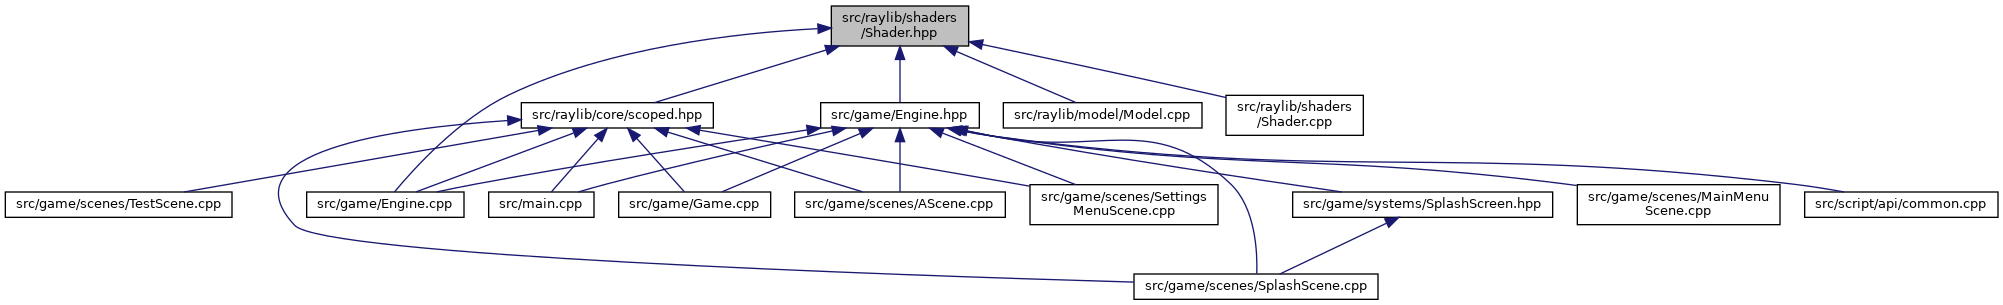 src/raylib/shaders
/Shader.hpp
src/raylib/core/scoped.hpp
src/game/Engine.hpp
src/raylib/model/Model.cpp
src/raylib/shaders
/Shader.cpp
src/game/scenes/TestScene.cpp
src/game/Engine.cpp
src/main.cpp
src/game/Game.cpp
src/game/scenes/AScene.cpp
src/game/scenes/Settings
MenuScene.cpp
src/game/systems/SplashScreen.hpp
src/game/scenes/MainMenu
Scene.cpp
src/script/api/common.cpp
src/game/scenes/SplashScene.cpp